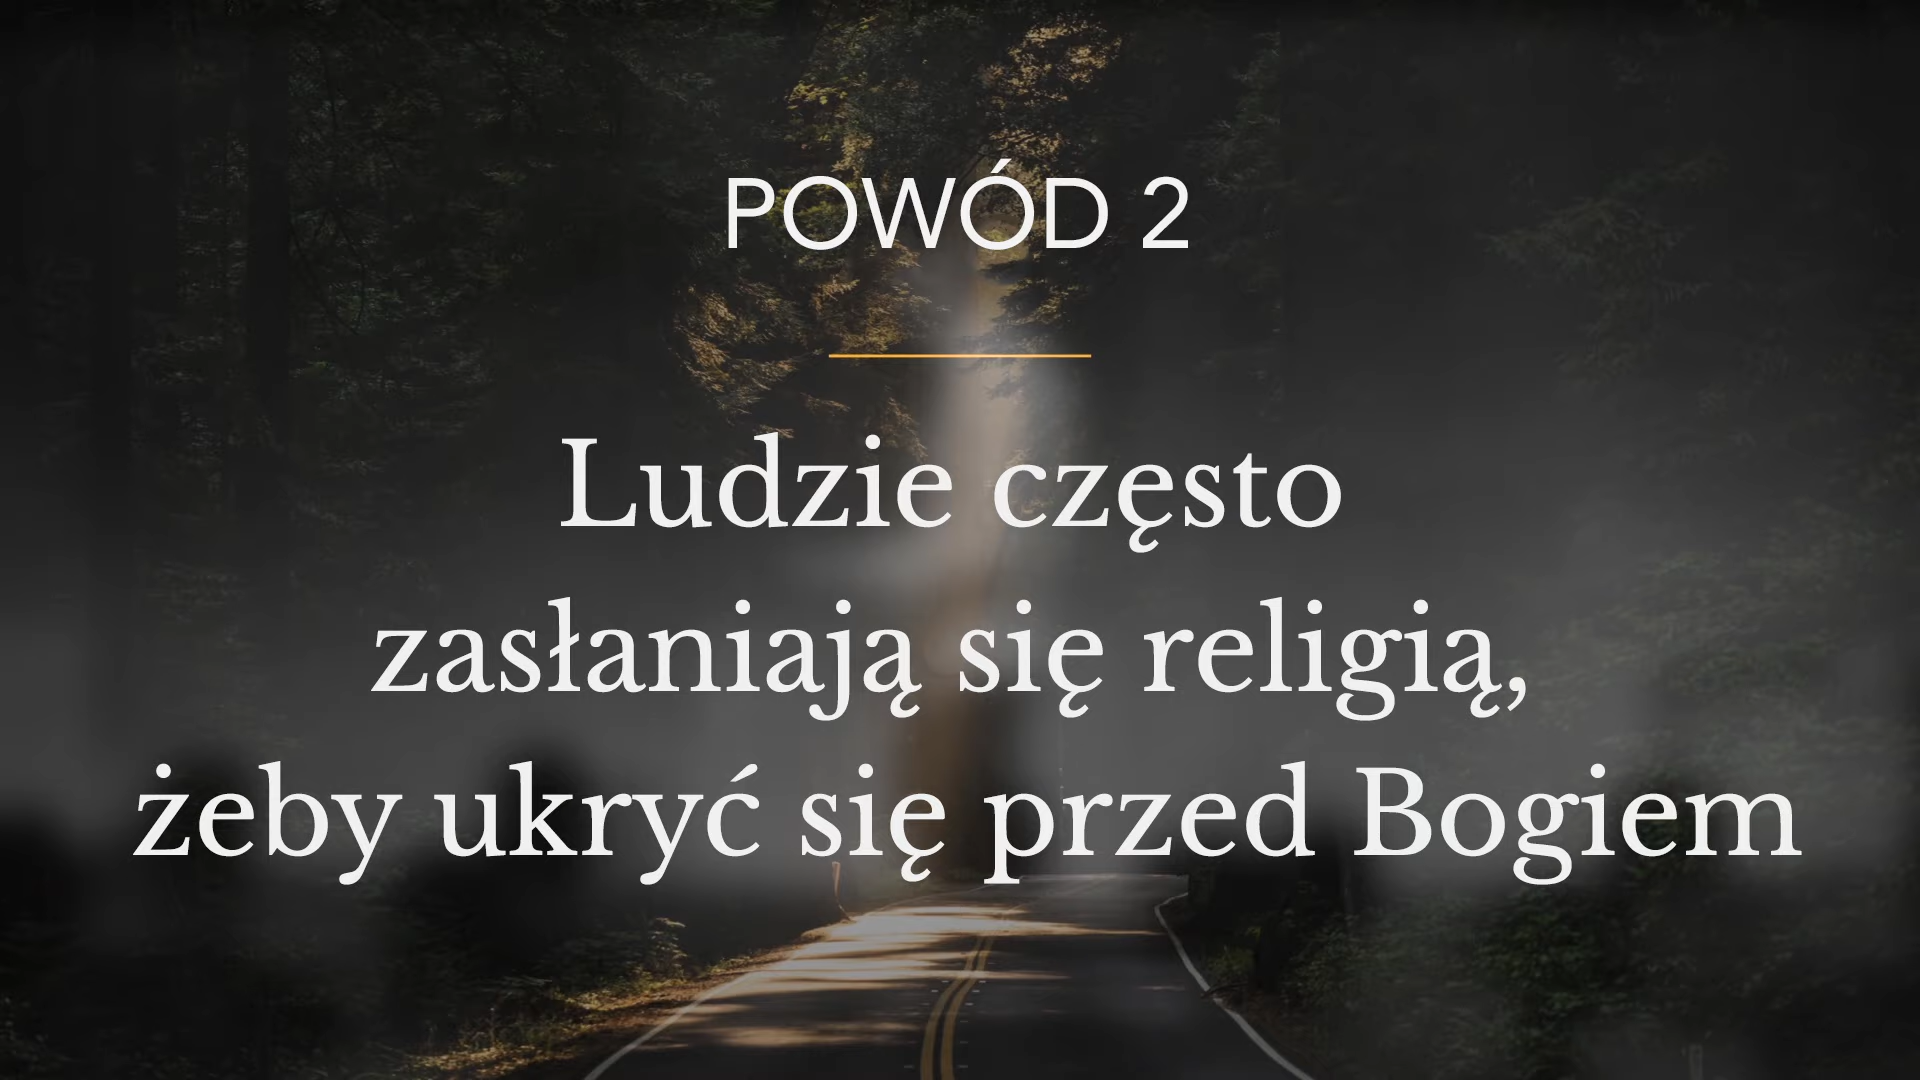 POWÓD 2
Ludzie często
zasłaniają się religią,
żeby ukryć się przed Bogiem